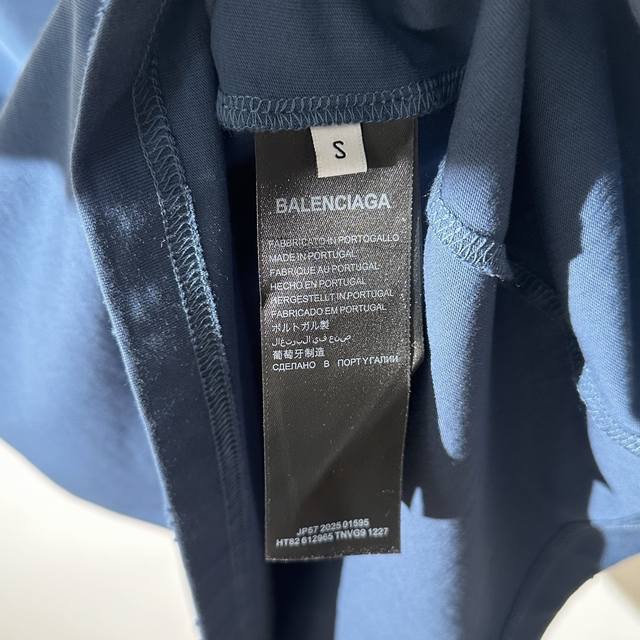 S
BALENCIAGA
FABBRICATO IN PORTOGALLO
MADE IN PORTUGAL
FABRIQUE AU PORTUGAL
HECHO EN PORTUGAL
HERGESTELLT IN PORTUGAL
FABRICADO EM PORTUGAL
ポルトガル製
葡萄牙制造
СДЕЛАНО В ПОРТУГАЛИИ
JP67 2025 01595
HT82 612965 TNVG9 1227